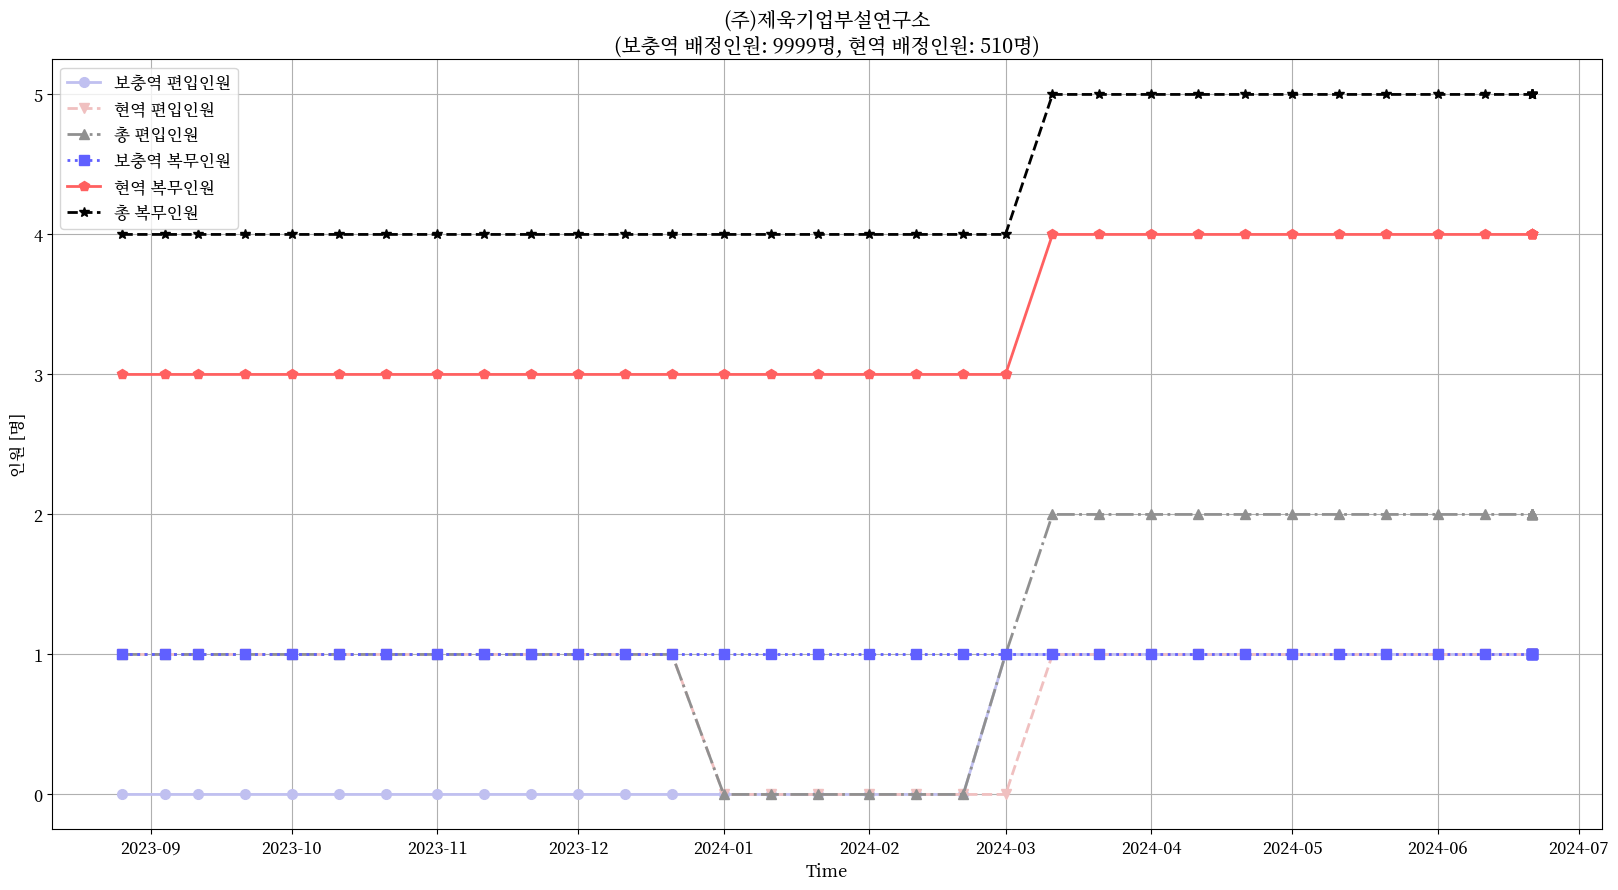 (주)제욱기업부설연구소
(보충역 배정인원: 9999명, 현역 배정인원: 510명)
보충역 편입인원
현역 편입인원
총 편입인원
보충역 복무인원
현역 복무인원
총 복무인원
5
4
3
2
1
0
인원 [명]
2023-09 2023-10 2023-11 2023-12 2024-01 2024-02 2024-03 2024-04 2024-05 2024-06 2024-07
Time